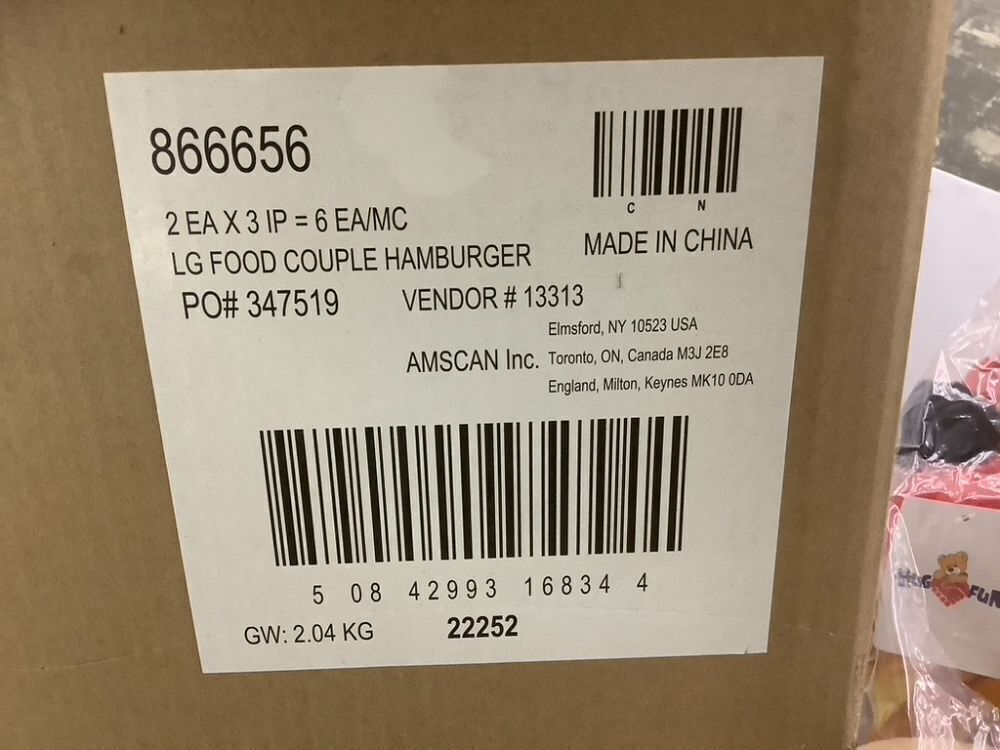 866656
C N
2 EA X 3 IP = 6 EA/MC
MADE IN CHINA
LG FOOD COUPLE HAMBURGER
PO# 347519 VENDOR # 13313
Elmsford, NY 10523 USA
AMSCAN Inc. Toronto, ON, Canada M3J 2E8
England, Milton, Keynes MK10 0DA
5 08 42993 16834 4
GW: 2.04 KG 22252
HUG FUN